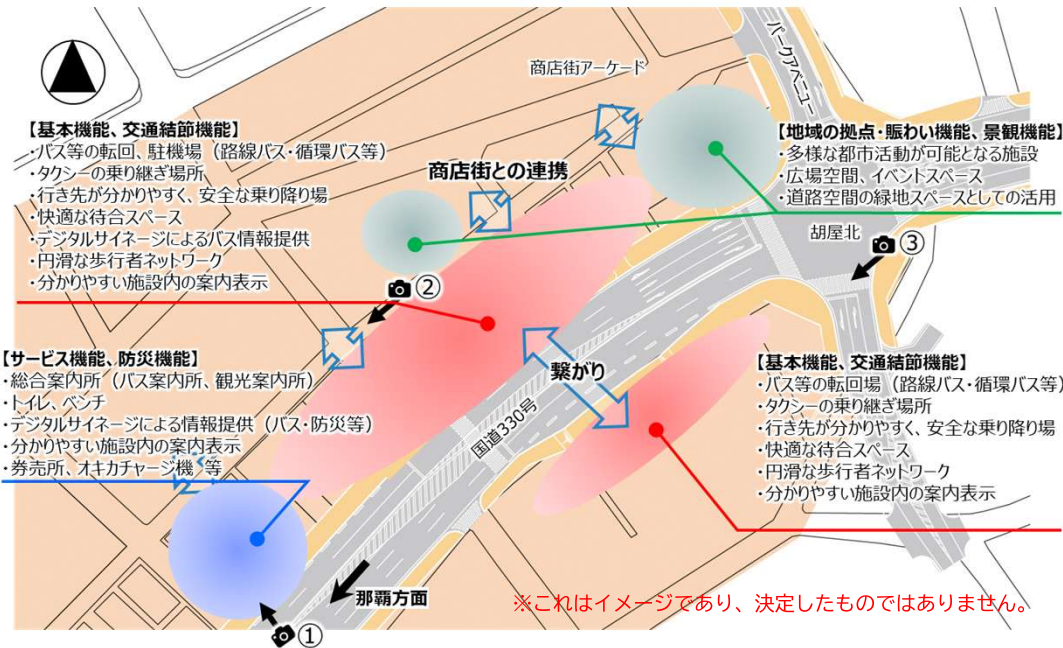 商店街アーケード
パークアベニュー
【基本機能、交通結節機能】
・バス等の転回、駐機場（路線バス・循環バス等）
・タクシーの乗り継ぎ場所
・行き先が分かりやすく、安全な乗り降り場
・快適な待合スペース
・デジタルサイネージによるバス情報提供
・円滑な歩行者ネットワーク
・分かりやすい施設内の案内表示
商店街との連携
【地域の拠点・賑わい機能、景観機能】
・多様な都市活動が可能となる施設
・広場空間、イベントスペース
・道路空間の緑地スペースとしての活用
胡屋北
③
②
【サービス機能、防災機能】
・総合案内所（バス案内所、観光案内所）
・トイレ、ベンチ
・デジタルサイネージによる情報提供（バス・防災等）
・分かりやすい施設内の案内表示
・券売所、オキカチャージ機 等
繋がり
国道330号
【基本機能、交通結節機能】
・バス等の転回場（路線バス・循環バス等）
・タクシーの乗り継ぎ場所
・行き先が分かりやすく、安全な乗り降り場
・快適な待合スペース
・円滑な歩行者ネットワーク
・分かりやすい施設内の案内表示
那覇方面
※これはイメージであり、決定したものではありません。
①